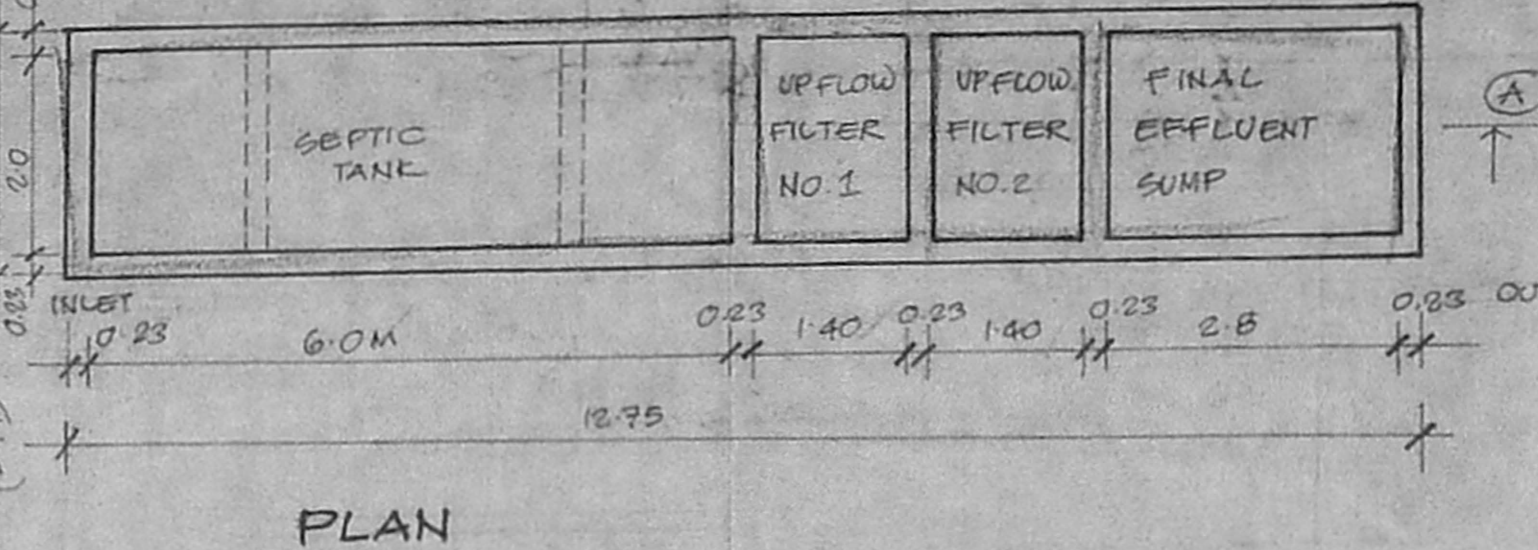 SEPTIC
TANK
UPFLOW
FILTER
NO.1
UPFLOW
FILTER
NO.2
FINAL
EFFLUENT
SUMP
A
2.0
0.23
INLET
0.23
6.0M
0.23
1.40
0.23
1.40
0.23
2.8
0.23
OU
12.75
PLAN